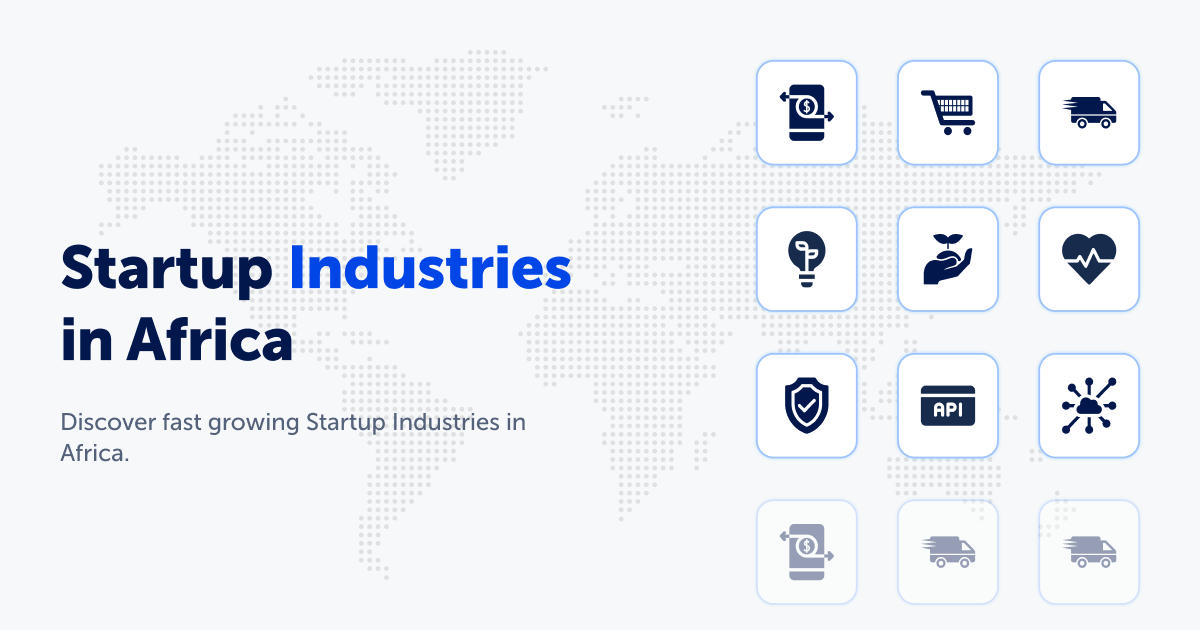 Startup Industries
in Africa
Discover fast growing Startup Industries in
Africa.
$
API
$